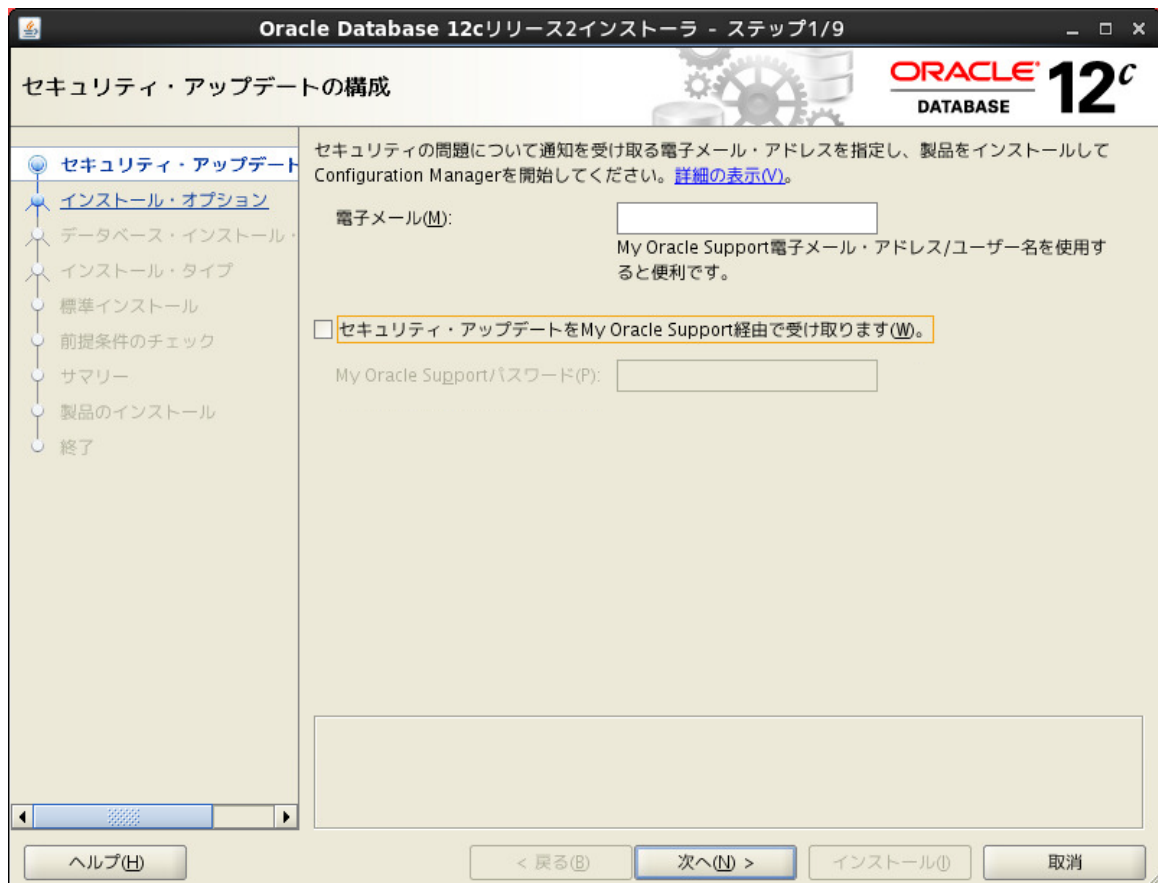 Oracle Database 12cリリース2インストーラ - ステップ1/9
セキュリティ・アップデートの構成
ORACLE
DATABASE
12c
セキュリティ・アップデート
インストール・オプション
データベース・インストール・
インストール・タイプ
標準インストール
前提条件のチェック
サマリー
製品のインストール
終了
セキュリティの問題について通知を受け取る電子メール・アドレスを指定し、製品をインストールして
Configuration Managerを開始してください。詳細の表示(V)。
電子メール(M):
My Oracle Support電子メール・アドレス/ユーザー名を使用す
ると便利です。
セキュリティ・アップデートをMy Oracle Support経由で受け取ります(W)。
My Oracle Supportパスワード(P):
ヘルプ(H)
< 戻る(B)
次へ(N) >
インストール(I)
取消